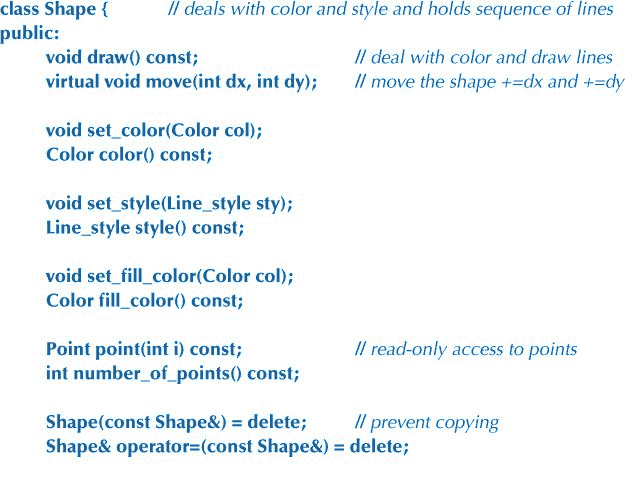 class Shape { // deals with color and style and holds sequence of lines
public:
void draw() const; // deal with color and draw lines
virtual void move(int dx, int dy); // move the shape +=dx and +=dy
void set_color(Color col);
Color color() const;
void set_style(Line_style sty);
Line_style style() const;
void set_fill_color(Color col);
Color fill_color() const;
Point point(int i) const; // read-only access to points
int number_of_points() const;
Shape(const Shape&) = delete; // prevent copying
Shape& operator=(const Shape&) = delete;